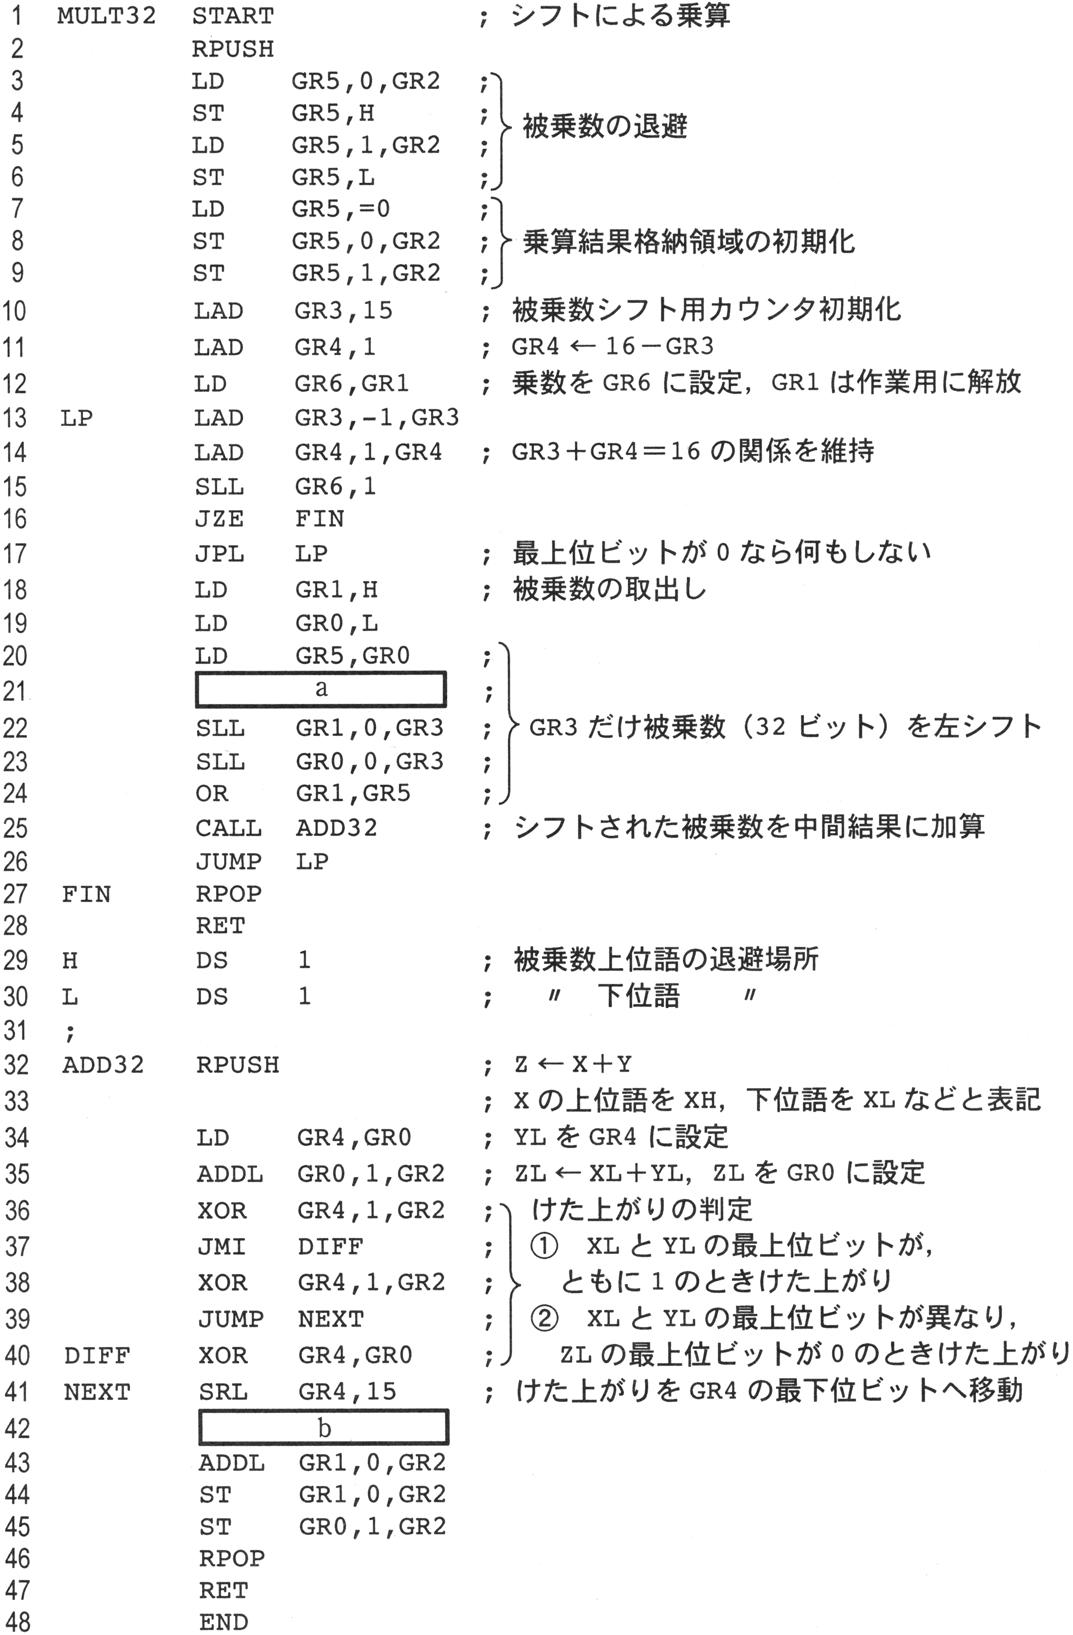 1 MULT32 START ; シフトによる乗算
2 RPUSH
3 LD GR5,0,GR2 ;
4 ST GR5,H ; 被乗数の退避
5 LD GR5,1,GR2 ;
6 ST GR5,L ;
7 LD GR5,=0 ;
8 ST GR5,0,GR2 ; 乗算結果格納領域の初期化
9 ST GR5,1,GR2 ;
10 LAD GR3,15 ; 被乗数シフト用カウンタ初期化
11 LAD GR4,1 ; GR4 ← 16−GR3
12 LD GR6,GR1 ; 乗数を GR6 に設定，GR1 は作業用に解放
13 LP LAD GR3,-1,GR3
14 LAD GR4,1,GR4 ; GR3＋GR4＝16 の関係を維持
15 SLL GR6,1
16 JZE FIN
17 JPL LP ; 最上位ビットが 0 なら何もしない
18 LD GR1,H ; 被乗数の取出し
19 LD GR0,L
20 LD GR5,GR0 ;
21 a ;
22 SLL GR1,0,GR3 ; GR3 だけ被乗数（32 ビット）を左シフト
23 SLL GR0,0,GR3 ;
24 OR GR1,GR5 ;
25 CALL ADD32 ; シフトされた被乗数を中間結果に加算
26 JUMP LP
27 FIN RPOP
28 RET
29 H DS 1 ; 被乗数上位語の退避場所
30 L DS 1 ; 〃 下位語 〃
31 ;
32 ADD32 RPUSH ; Z ← X＋Y
33 ; X の上位語を XH，下位語を XL などと表記
34 LD GR4,GR0 ; YL を GR4 に設定
35 ADDL GR0,1,GR2 ; ZL ← XL＋YL，ZL を GR0 に設定
36 XOR GR4,1,GR2 ; けた上がりの判定
37 JMI DIFF ; ① XL と YL の最上位ビットが，
38 XOR GR4,1,GR2 ; ともに 1 のときけた上がり
39 JUMP NEXT ; ② XL と YL の最上位ビットが異なり，
40 DIFF XOR GR4,GR0 ; ZL の最上位ビットが 0 のときけた上がり
41 NEXT SRL GR4,15 ; けた上がりを GR4 の最下位ビットへ移動
42 b
43 ADDL GR1,0,GR2
44 ST GR1,0,GR2
45 ST GR0,1,GR2
46 RPOP
47 RET
48 END